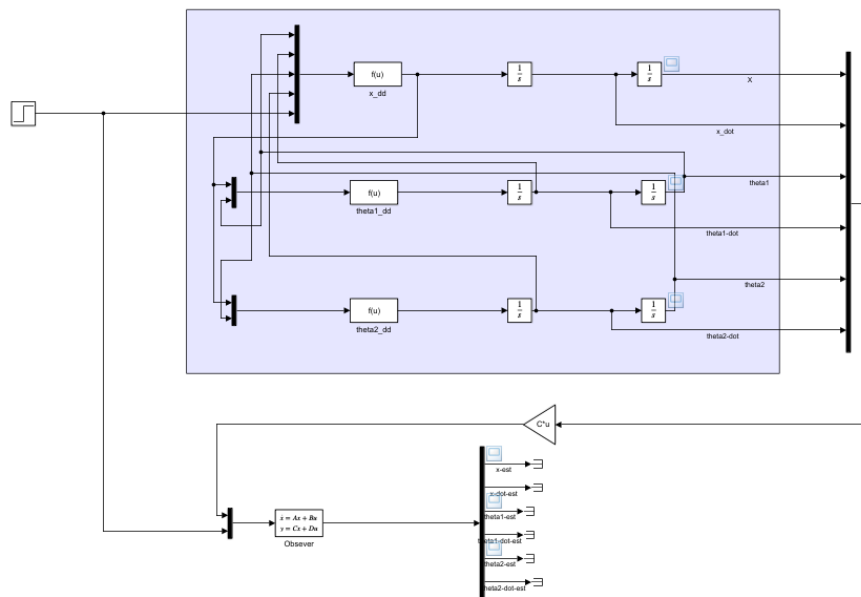 f(u)
x_dd
1
s
1
s
X
x_dot
f(u)
theta1_dd
1
s
1
s
theta1
theta1-dot
f(u)
theta2_dd
1
s
1
s
theta2
theta2-dot
C*u
ẋ = Ax + Bu
y = Cx + Du
Obsever
x-est
x-dot-est
theta1-est
theta1-dot-est
theta2-est
theta2-dot-est